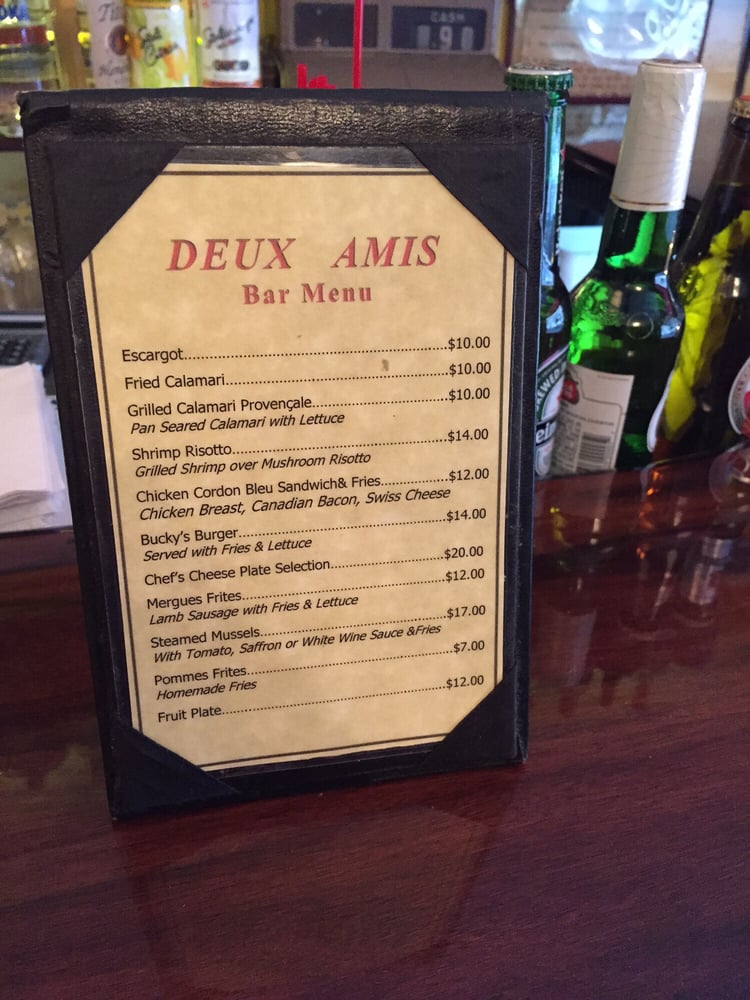 CASH
DEUX AMIS
Bar Menu
Escargot.......................................................$10.00
Fried Calamari..............................................$10.00
Grilled Calamari Provençale............................$10.00
Pan Seared Calamari with Lettuce
Shrimp Risotto..............................................$14.00
Grilled Shrimp over Mushroom Risotto
Chicken Cordon Bleu Sandwich& Fries..............$12.00
Chicken Breast, Canadian Bacon, Swiss Cheese
Bucky's Burger..............................................$14.00
Served with Fries & Lettuce
Chef's Cheese Plate Selection.........................$20.00
Mergues Frites..............................................$12.00
Lamb Sausage with Fries & Lettuce
Steamed Mussels...........................................$17.00
With Tomato, Saffron or White Wine Sauce &Fries
Pommes Frites...............................................$7.00
Homemade Fries
Fruit Plate.....................................................$12.00